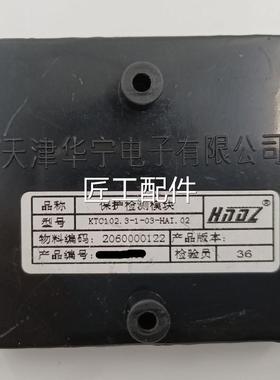 天津华宁电子有限公司
匠工配件
品称 保护检测模块 HNDZ®
型号 KTC102.3-1-03-HAI.02
物料编码: 2060000122 产品版本:
产品编号: 检验员 36